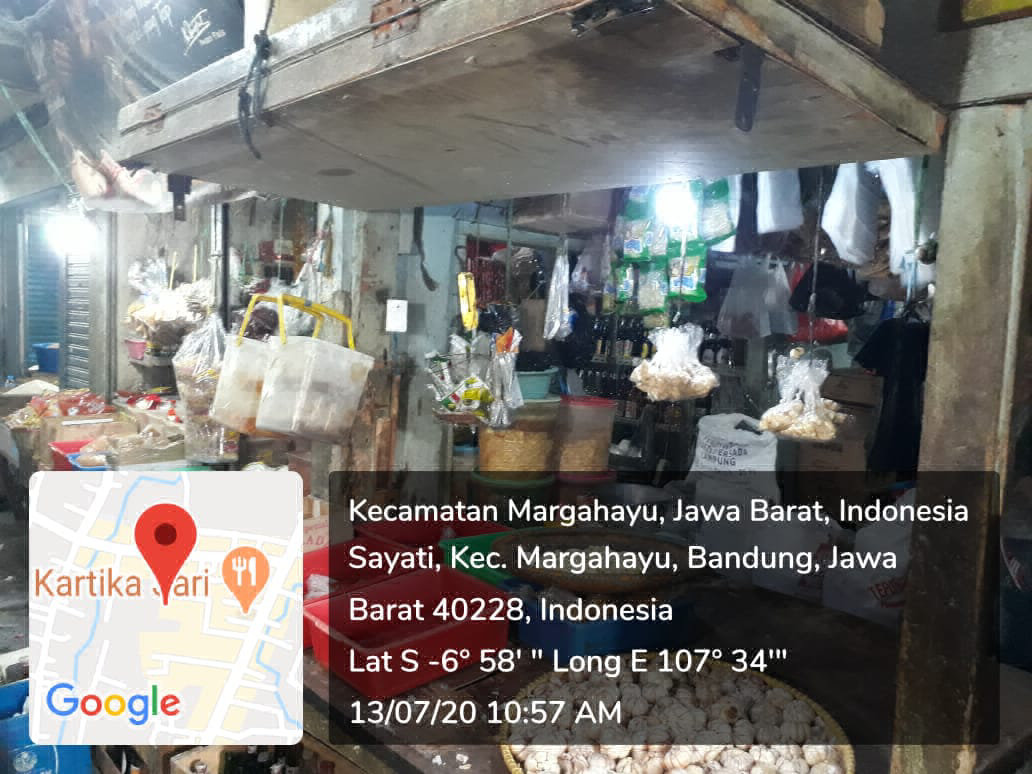 PERSADA
Kartika Sari
Google
Kecamatan Margahayu, Jawa Barat, Indonesia
Sayati, Kec. Margahayu, Bandung, Jawa
Barat 40228, Indonesia
Lat S -6° 58' " Long E 107° 34'"
13/07/20 10:57 AM